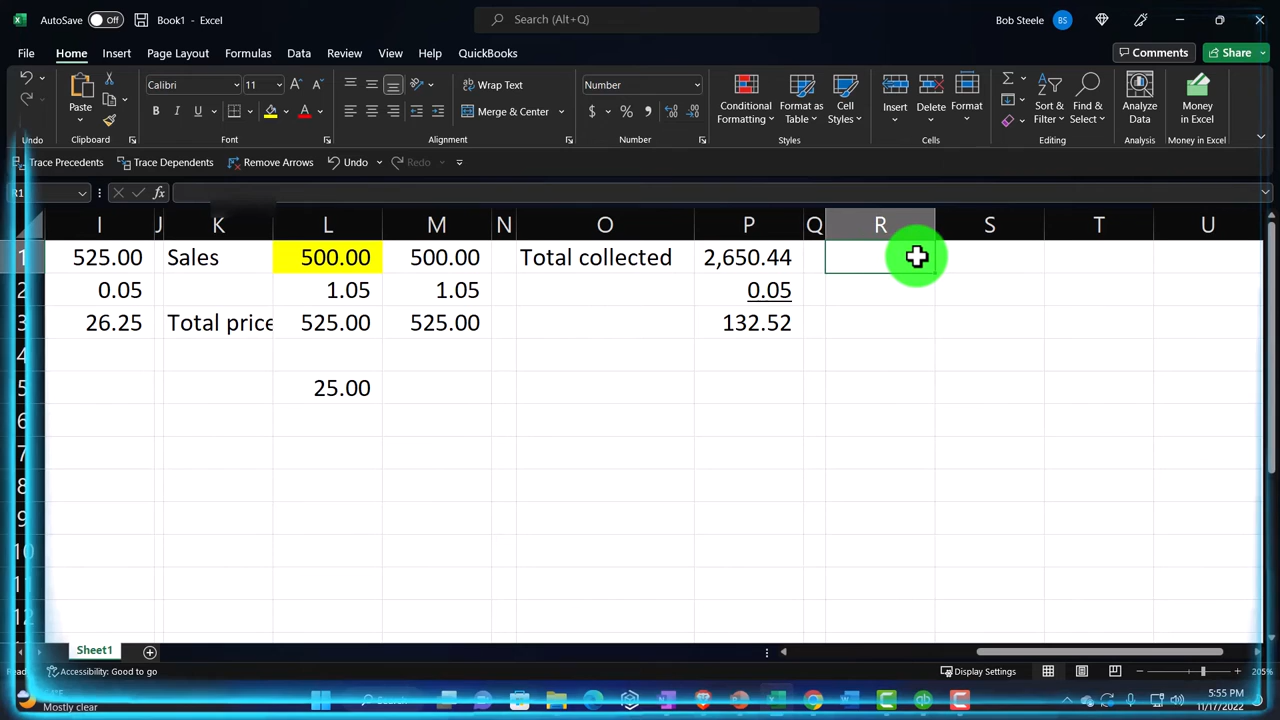 AutoSave Off Book1 - Excel Search (Alt+Q) Bob Steele BS
File Home Insert Page Layout Formulas Data Review View Help QuickBooks Comments Share
Paste Calibri 11 Wrap Text Number Conditional Formatting Format as Table Cell Styles Insert Delete Format Sort & Filter Find & Select Analyze Data Money in Excel
B I U A Merge & Center $ %
Undo Clipboard Font Alignment Number Styles Cells Analysis Money in Excel
Trace Precedents Trace Dependents Remove Arrows Undo Redo
R1 fx
I J K L M N O P Q R S T U
1 525.00 Sales 500.00 500.00 Total collected 2,650.44
2 0.05 1.05 1.05 0.05
3 26.25 Total price 525.00 525.00 132.52
4
5 25.00
6
7
8
9
10
11
12
Sheet1
Accessibility: Good to go Display Settings 205%
Mostly clear Search 5:55 PM
11/17/2022